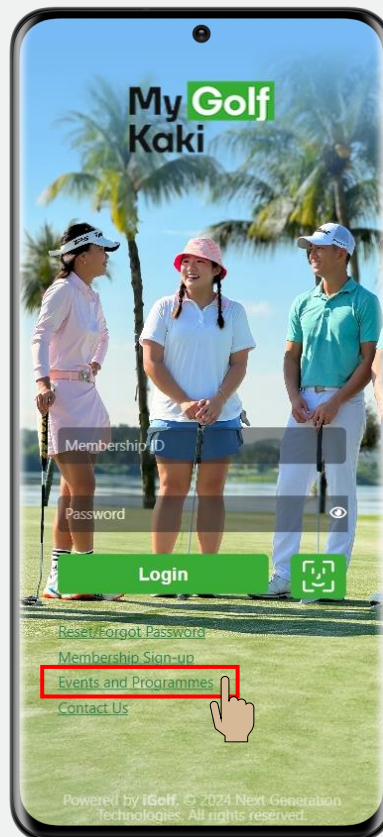 My Golf
Kaki
Membership ID
Password
Login
Reset/Forgot Password
Membership Sign-up
Events and Programmes
Contact Us
Powered by iGolf. © 2024 Next Generation
Technologies. All rights reserved.